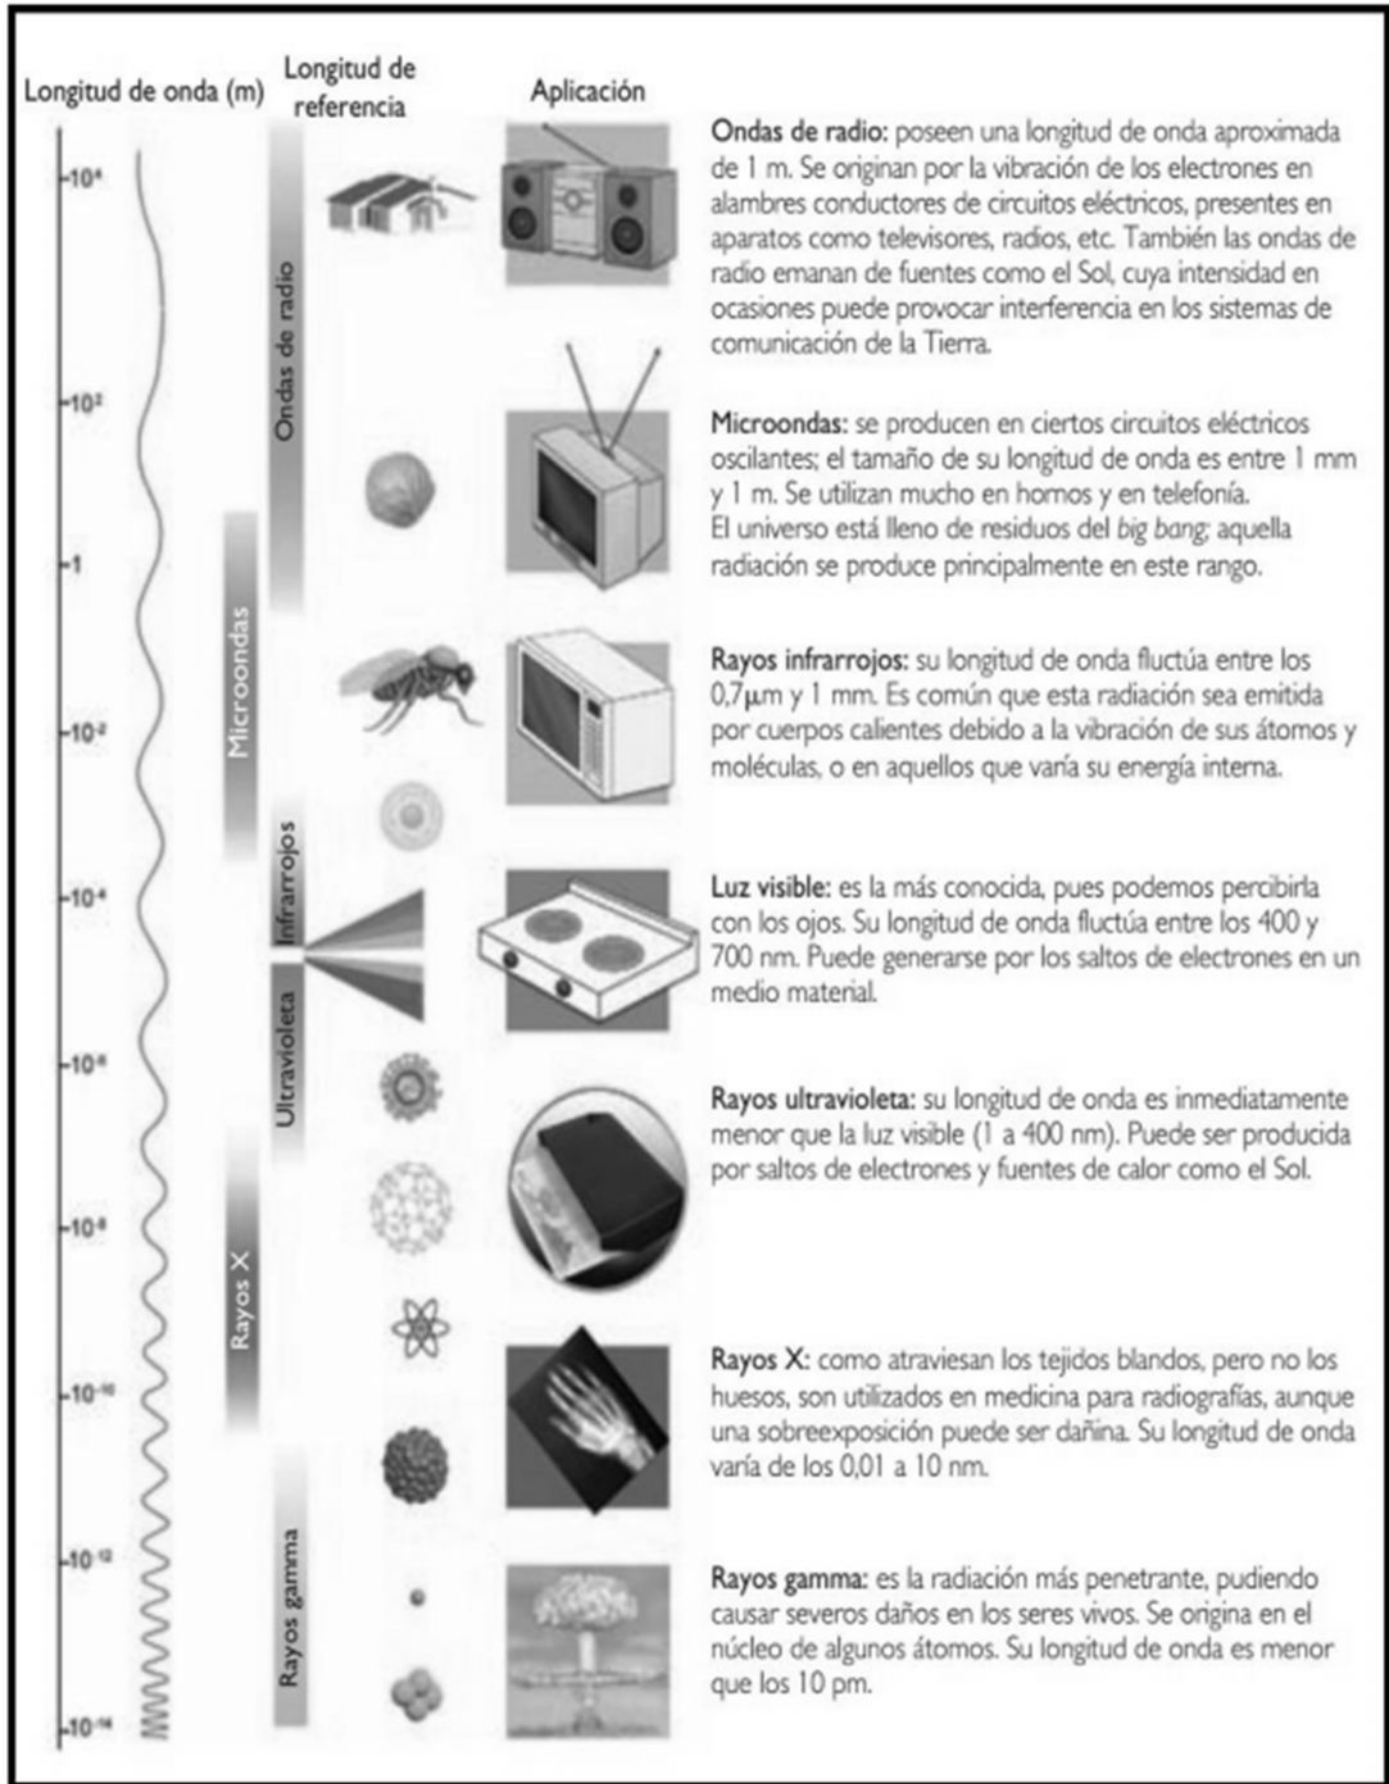 Longitud de onda (m)
Longitud de
referencia
Aplicación
10⁴
10²
1
10⁻²
10⁻⁴
10⁻⁶
10⁻⁸
10⁻¹⁰
10⁻¹²
10⁻¹⁴
Ondas de radio
Microondas
Infrarrojos
Ultravioleta
Rayos X
Rayos gamma
Ondas de radio: poseen una longitud de onda aproximada
de 1 m. Se originan por la vibración de los electrones en
alambres conductores de circuitos eléctricos, presentes en
aparatos como televisores, radios, etc. También las ondas de
radio emanan de fuentes como el Sol, cuya intensidad en
ocasiones puede provocar interferencia en los sistemas de
comunicación de la Tierra.
Microondas: se producen en ciertos circuitos eléctricos
oscilantes; el tamaño de su longitud de onda es entre 1 mm
y 1 m. Se utilizan mucho en hornos y en telefonía.
El universo está lleno de residuos del big bang; aquella
radiación se produce principalmente en este rango.
Rayos infrarrojos: su longitud de onda fluctúa entre los
0,7µm y 1 mm. Es común que esta radiación sea emitida
por cuerpos calientes debido a la vibración de sus átomos y
moléculas, o en aquellos que varía su energía interna.
Luz visible: es la más conocida, pues podemos percibirla
con los ojos. Su longitud de onda fluctúa entre los 400 y
700 nm. Puede generarse por los saltos de electrones en un
medio material.
Rayos ultravioleta: su longitud de onda es inmediatamente
menor que la luz visible (1 a 400 nm). Puede ser producida
por saltos de electrones y fuentes de calor como el Sol.
Rayos X: como atraviesan los tejidos blandos, pero no los
huesos, son utilizados en medicina para radiografías, aunque
una sobreexposición puede ser dañina. Su longitud de onda
varía de los 0,01 a 10 nm.
Rayos gamma: es la radiación más penetrante, pudiendo
causar severos daños en los seres vivos. Se origina en el
núcleo de algunos átomos. Su longitud de onda es menor
que los 10 pm.